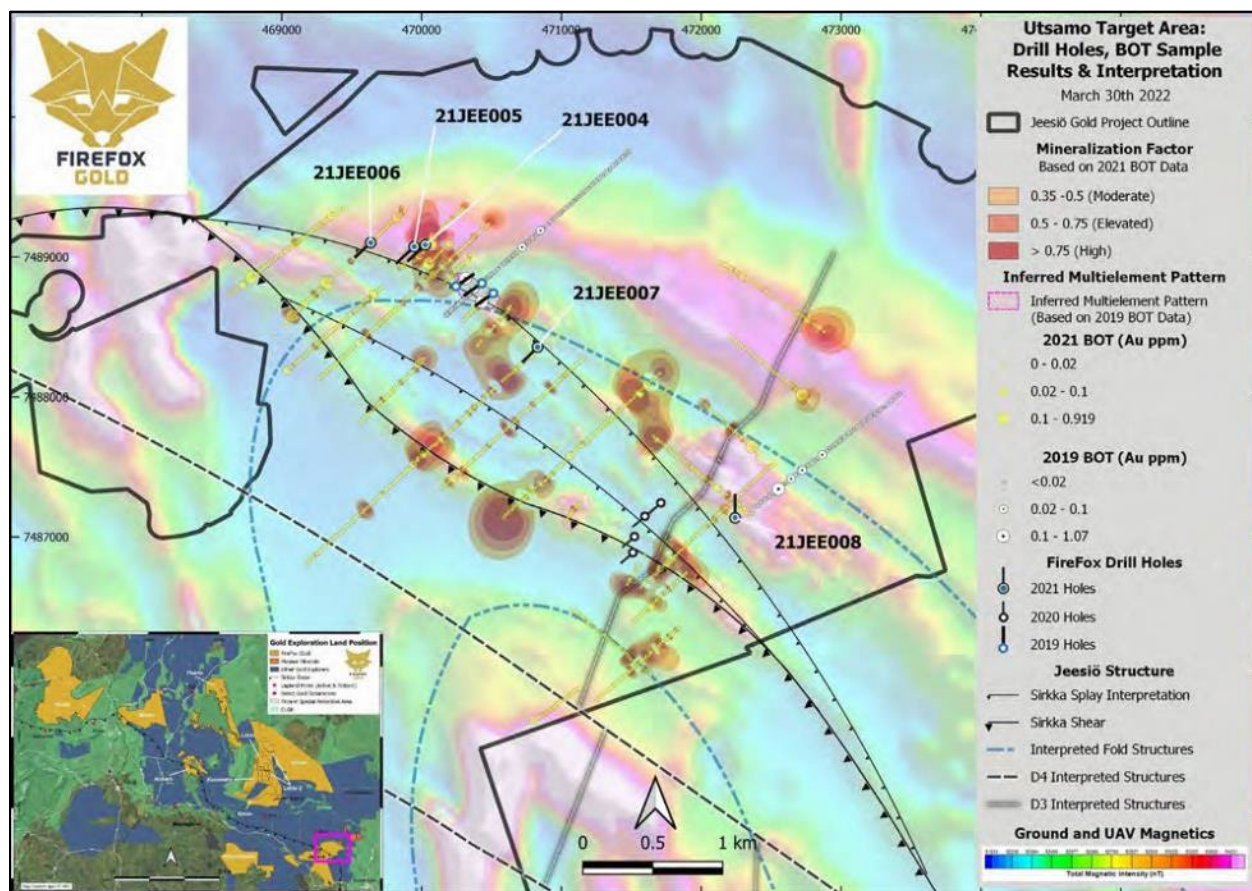 FIREFOX
GOLD
469000
470000
471000
472000
473000
7489000
7488000
7487000
21JEE005
21JEE004
21JEE006
21JEE007
21JEE008
0 0.5 1 km
Utsamo Target Area:
Drill Holes, BOT Sample
Results & Interpretation
March 30th 2022
Jeesiö Gold Project Outline
Mineralization Factor
Based on 2021 BOT Data
0.35 -0.5 (Moderate)
0.5 - 0.75 (Elevated)
> 0.75 (High)
Inferred Multielement Pattern
Inferred Multielement Pattern
(Based on 2019 BOT Data)
2021 BOT (Au ppm)
0 - 0.02
0.02 - 0.1
0.1 - 0.919
2019 BOT (Au ppm)
<0.02
0.02 - 0.1
0.1 - 1.07
FireFox Drill Holes
2021 Holes
2020 Holes
2019 Holes
Jeesiö Structure
Sirkka Splay Interpretation
Sirkka Shear
Interpreted Fold Structures
D4 Interpreted Structures
D3 Interpreted Structures
Ground and UAV Magnetics
Total Magnetic Intensity (nT)
Gold Exploration Land Position
FireFox Gold
Other Gold Explorers
Sirkka Shear